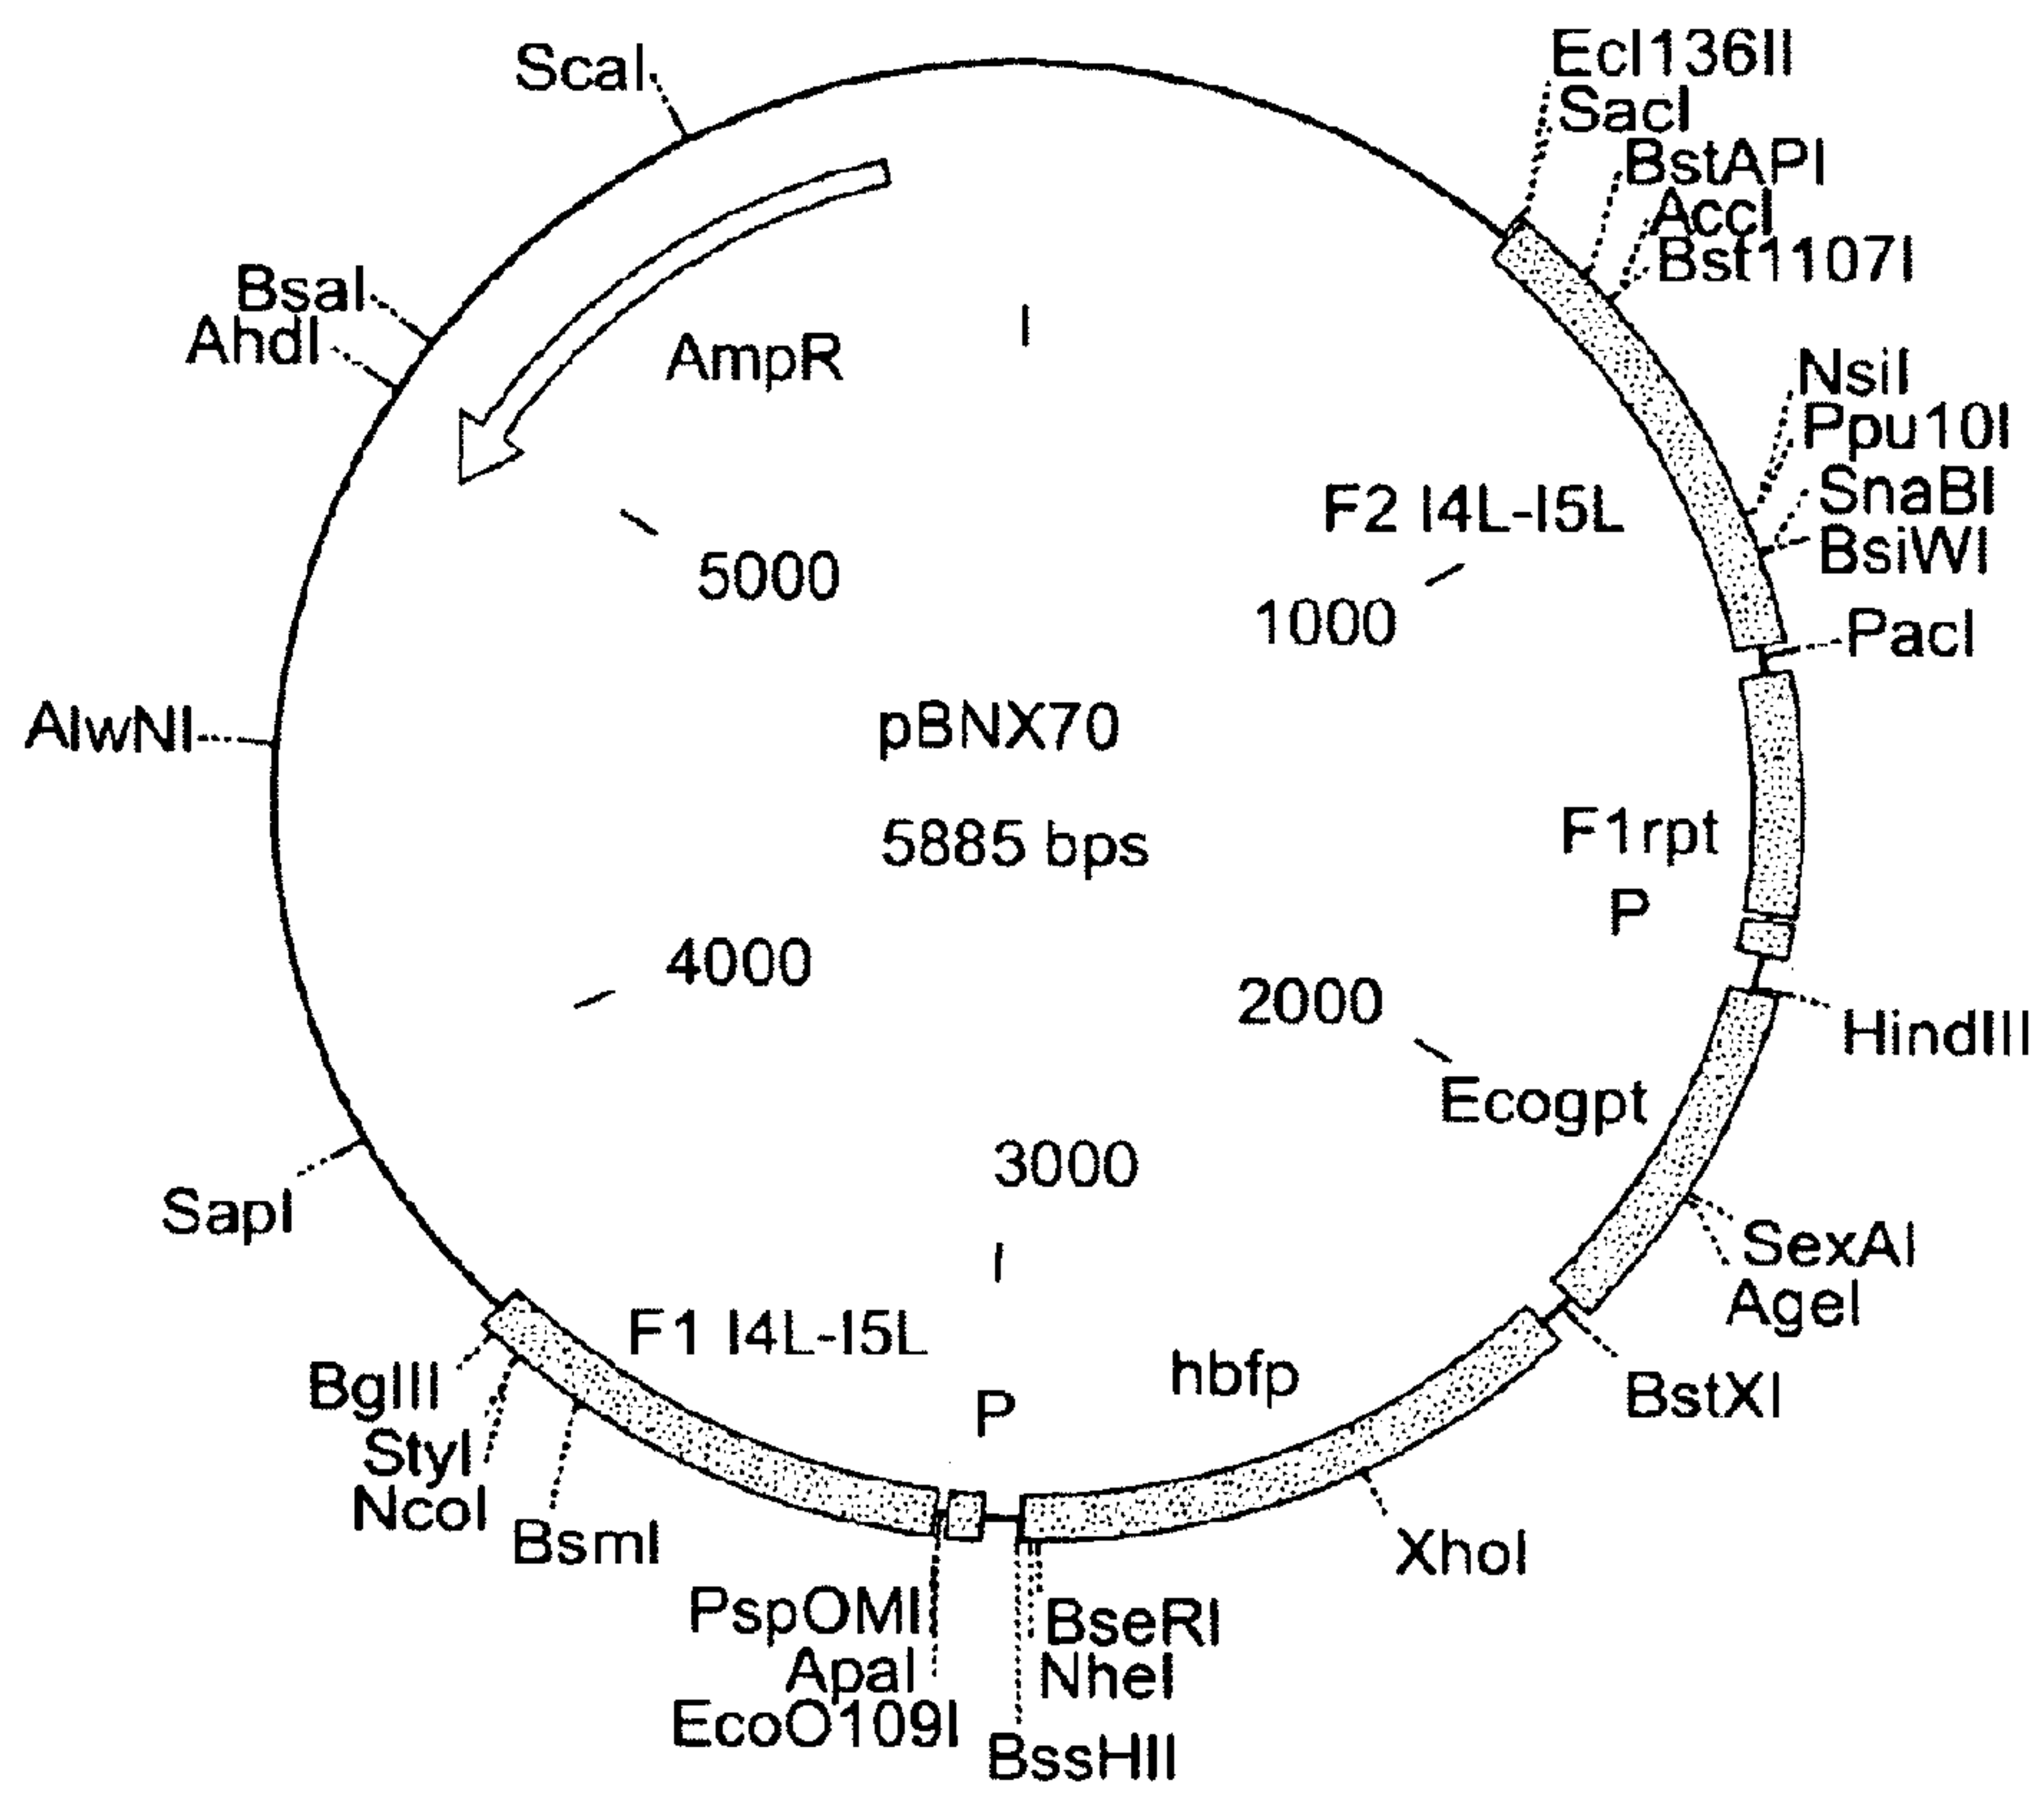 ScaI
Ecl136II
SacI
BstAPI
AccI
Bst1107I
BsaI
AhdI
AmpR
I
NsiI
Ppu10I
SnaBI
BsiWI
F2 I4L-I5L
5000
1000
PacI
AlwNI
pBNX70
5885 bps
F1rpt
P
4000
2000
HindIII
Ecogpt
3000
SapI
SexAI
AgeI
F1 I4L-I5L
hbfp
P
BstXI
BglII
StyI
NcoI
BsmI
XhoI
PspOMI
ApaI
EcoO109I
BseRI
NheI
BssHII